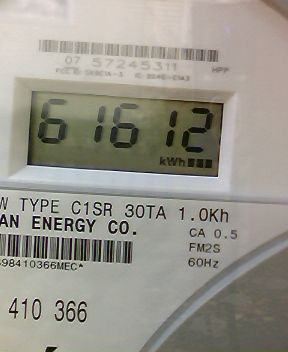 07 57245311
HPP
61612
kWh
W TYPE C1SR 30TA 1.0Kh
AN ENERGY CO.
CA 0.5
FM2S
60Hz
98410366MEC*
410 366